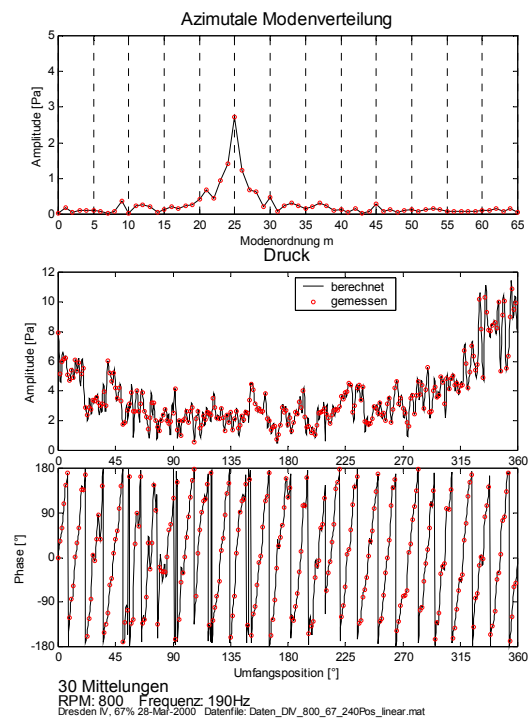 Azimutale Modenverteilung
Amplitude [Pa]
5
4
3
2
1
0
0 5 10 15 20 25 30 35 40 45 50 55 60 65
Modenordnung m
Druck
Amplitude [Pa]
12
10
8
6
4
2
0
berechnet
gemessen
0 45 90 135 180 225 270 315 360
Phase [°]
180
90
0
-90
-180
0 45 90 135 180 225 270 315 360
Umfangsposition [°]
30 Mittelungen
RPM: 800 Frequenz: 190Hz
Dresden IV, 67% 28-Mar-2000 Datenfile: Daten_DIV_800_67_240Pos_linear.mat